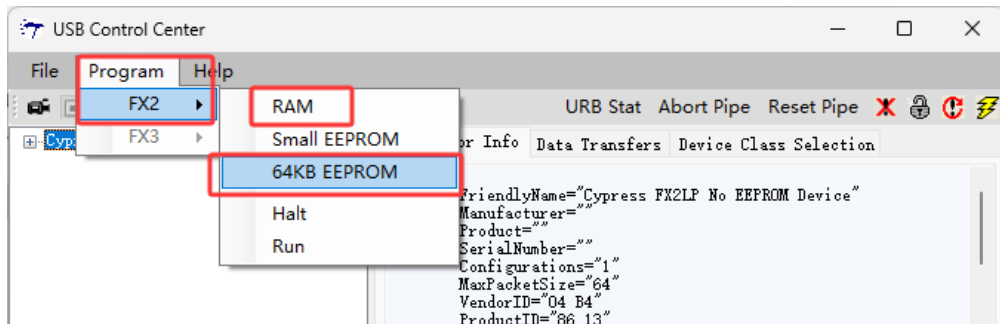 USB Control Center
File Program Help
FX2
FX3
RAM
Small EEPROM
64KB EEPROM
Halt
Run
URB Stat Abort Pipe Reset Pipe
Info Data Transfers Device Class Selection
FriendlyName="Cypress FX2LP No EEPROM Device"
Manufacturer=""
Product=""
SerialNumber=""
Configurations="1"
MaxPacketSize="64"
VendorID="04 B4"
ProductID="86 13"